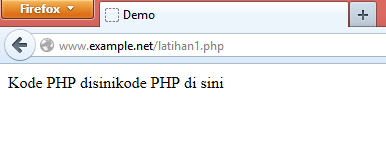 Firefox
Demo
www.example.net/latihan1.php
Kode PHP disinikode PHP di sini